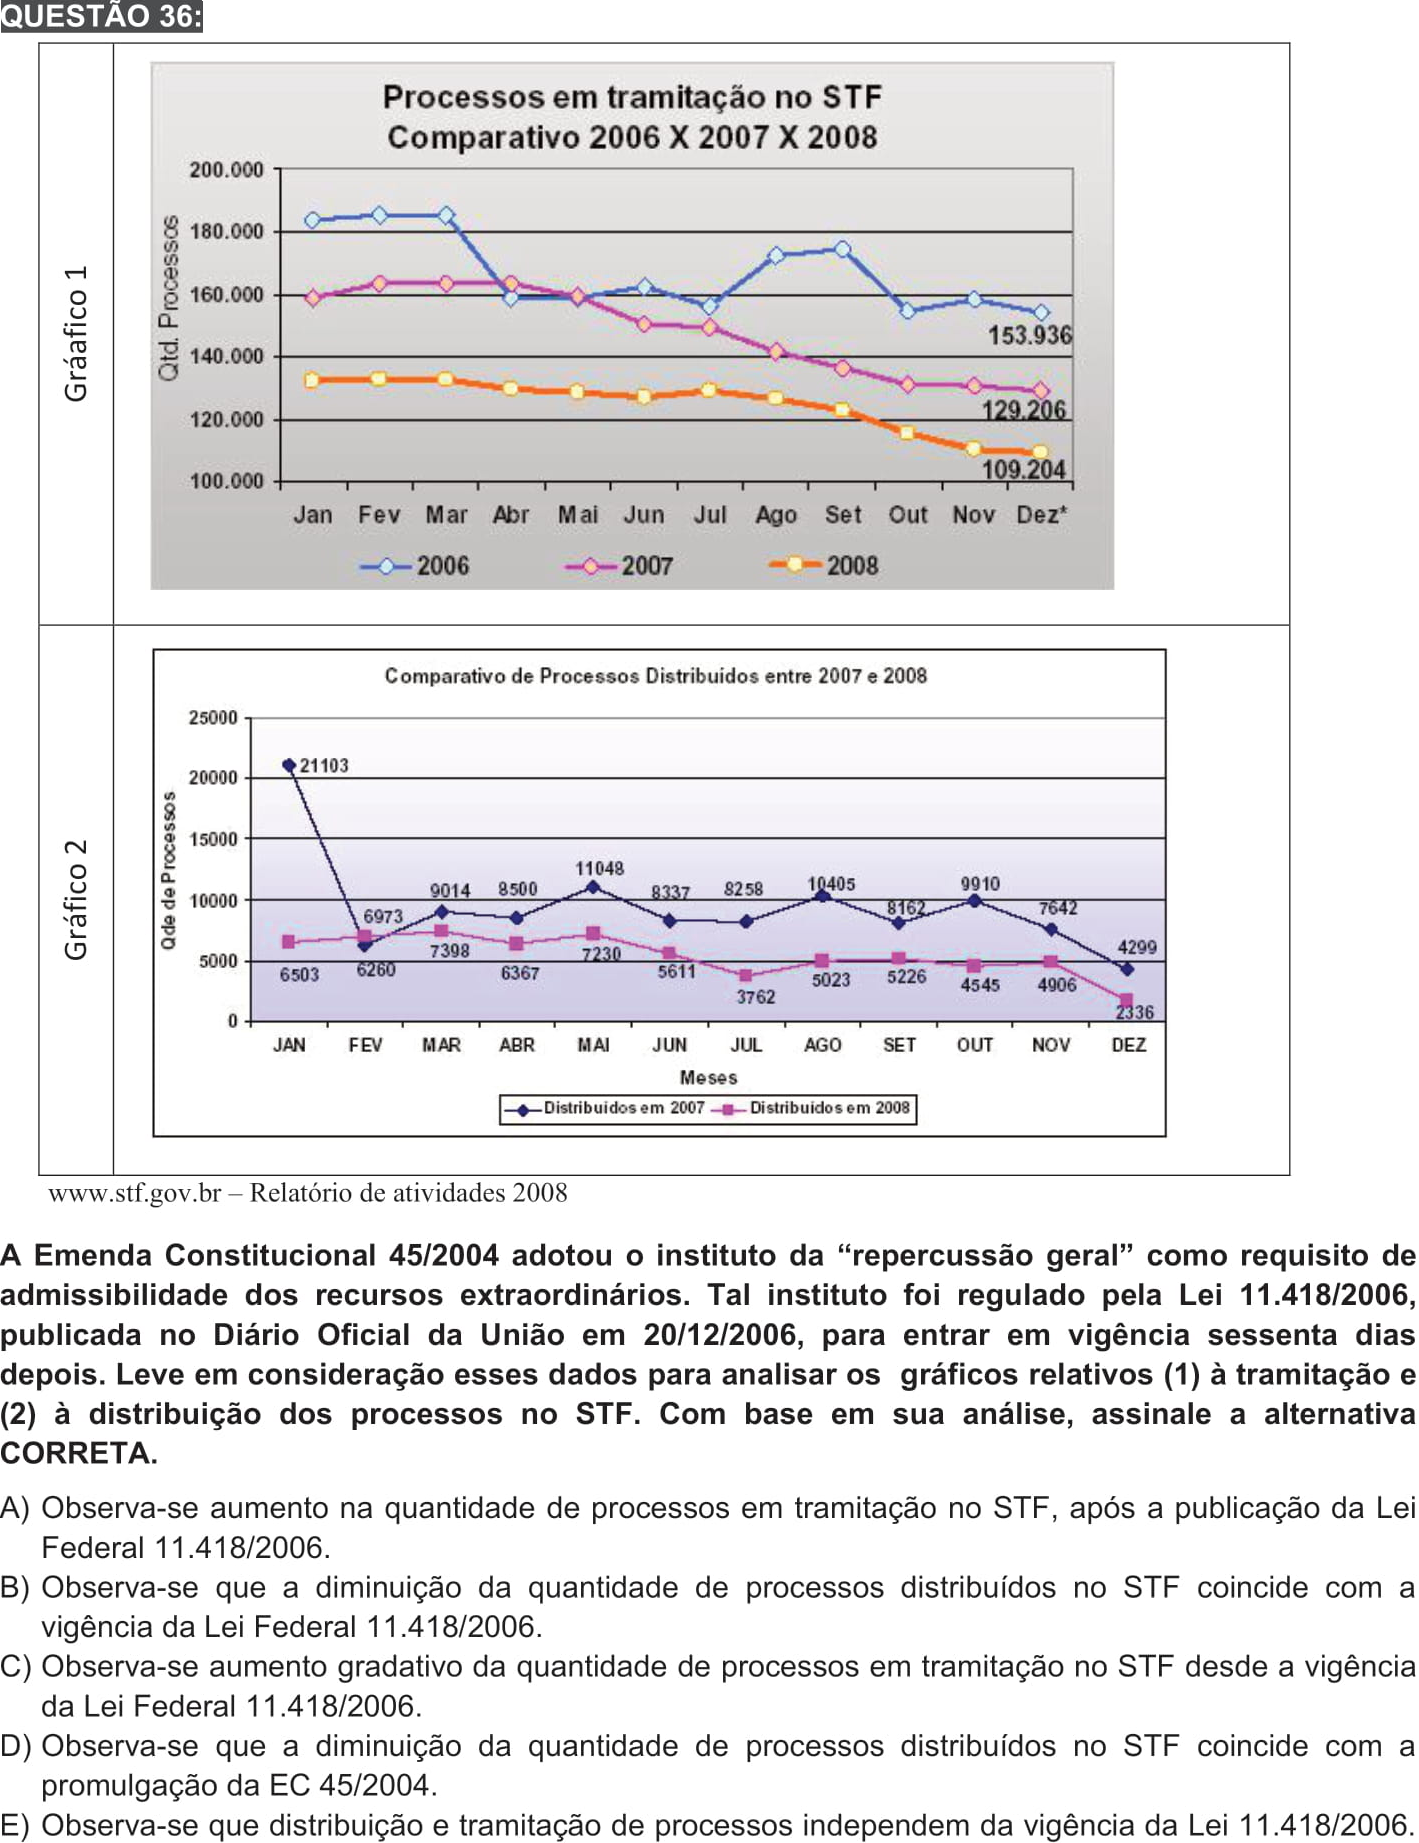 QUESTÃO 36:
Gráafico 1
Processos em tramitação no STF
Comparativo 2006 X 2007 X 2008
Qtd. Processos
200.000
180.000
160.000
140.000
120.000
100.000
153.936
129.206
109.204
Jan Fev Mar Abr Mai Jun Jul Ago Set Out Nov Dez*
2006 2007 2008
Gráfico 2
Comparativo de Processos Distribuídos entre 2007 e 2008
Qde de Processos
25000
20000
15000
10000
5000
0
21103 6260 9014 8500 11048 8337 8258 10405 8162 9910 7642 4299
6503 6973 7398 6367 7230 5611 3762 5023 5226 4545 4906 2336
JAN FEV MAR ABR MAI JUN JUL AGO SET OUT NOV DEZ
Meses
Distribuídos em 2007 Distribuídos em 2008
www.stf.gov.br – Relatório de atividades 2008
A Emenda Constitucional 45/2004 adotou o instituto da “repercussão geral” como requisito de
admissibilidade dos recursos extraordinários. Tal instituto foi regulado pela Lei 11.418/2006,
publicada no Diário Oficial da União em 20/12/2006, para entrar em vigência sessenta dias
depois. Leve em consideração esses dados para analisar os gráficos relativos (1) à tramitação e
(2) à distribuição dos processos no STF. Com base em sua análise, assinale a alternativa
CORRETA.
A) Observa-se aumento na quantidade de processos em tramitação no STF, após a publicação da Lei
Federal 11.418/2006.
B) Observa-se que a diminuição da quantidade de processos distribuídos no STF coincide com a
vigência da Lei Federal 11.418/2006.
C) Observa-se aumento gradativo da quantidade de processos em tramitação no STF desde a vigência
da Lei Federal 11.418/2006.
D) Observa-se que a diminuição da quantidade de processos distribuídos no STF coincide com a
promulgação da EC 45/2004.
E) Observa-se que distribuição e tramitação de processos independem da vigência da Lei 11.418/2006.